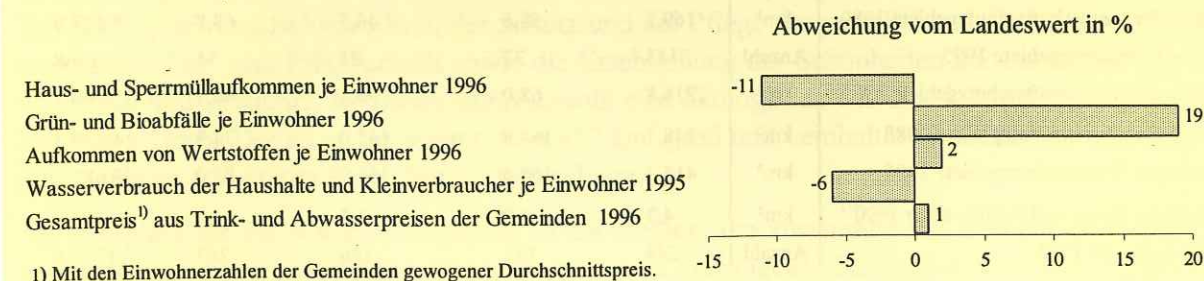 Abweichung vom Landeswert in %
Haus- und Sperrmüllaufkommen je Einwohner 1996
-11
Grün- und Bioabfälle je Einwohner 1996
19
Aufkommen von Wertstoffen je Einwohner 1996
2
Wasserverbrauch der Haushalte und Kleinverbraucher je Einwohner 1995
-6
Gesamtpreis1) aus Trink- und Abwasserpreisen der Gemeinden 1996
1
-15 -10 -5 0 5 10 15 20
1) Mit den Einwohnerzahlen der Gemeinden gewogener Durchschnittspreis.